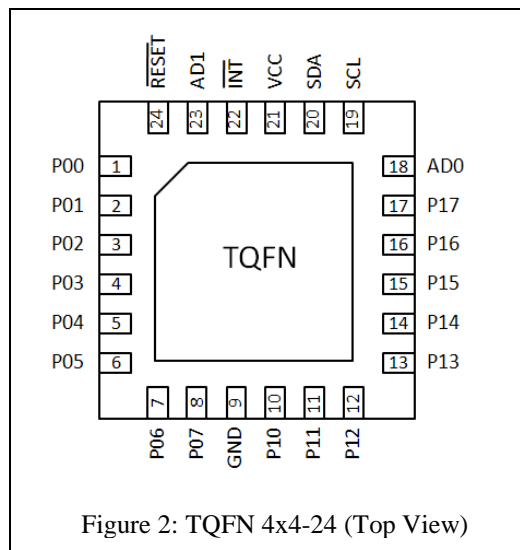 RESET AD1 INT VCC SDA SCL
24 23 22 21 20 19
P00 1 18 AD0
P01 2 17 P17
P02 3 16 P16
TQFN
P03 4 15 P15
P04 5 14 P14
P05 6 13 P13
7 8 9 10 11 12
P06 P07 GND P10 P11 P12
Figure 2: TQFN 4x4-24 (Top View)